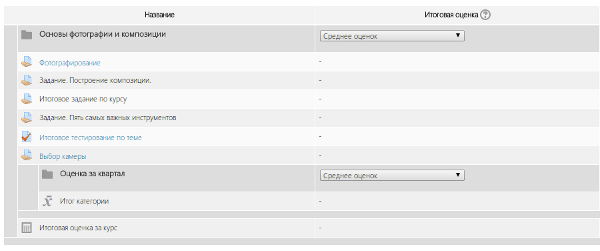 Название Итоговая оценка ?
Основы фотографии и композиции Среднее оценок
Фотографирование -
Задание. Построение композиции. -
Итоговое задание по курсу -
Задание. Пять самых важных инструментов -
Итоговое тестирование по теме -
Выбор камеры -
Оценка за квартал Среднее оценок
Итог категории -
Итоговая оценка за курс -